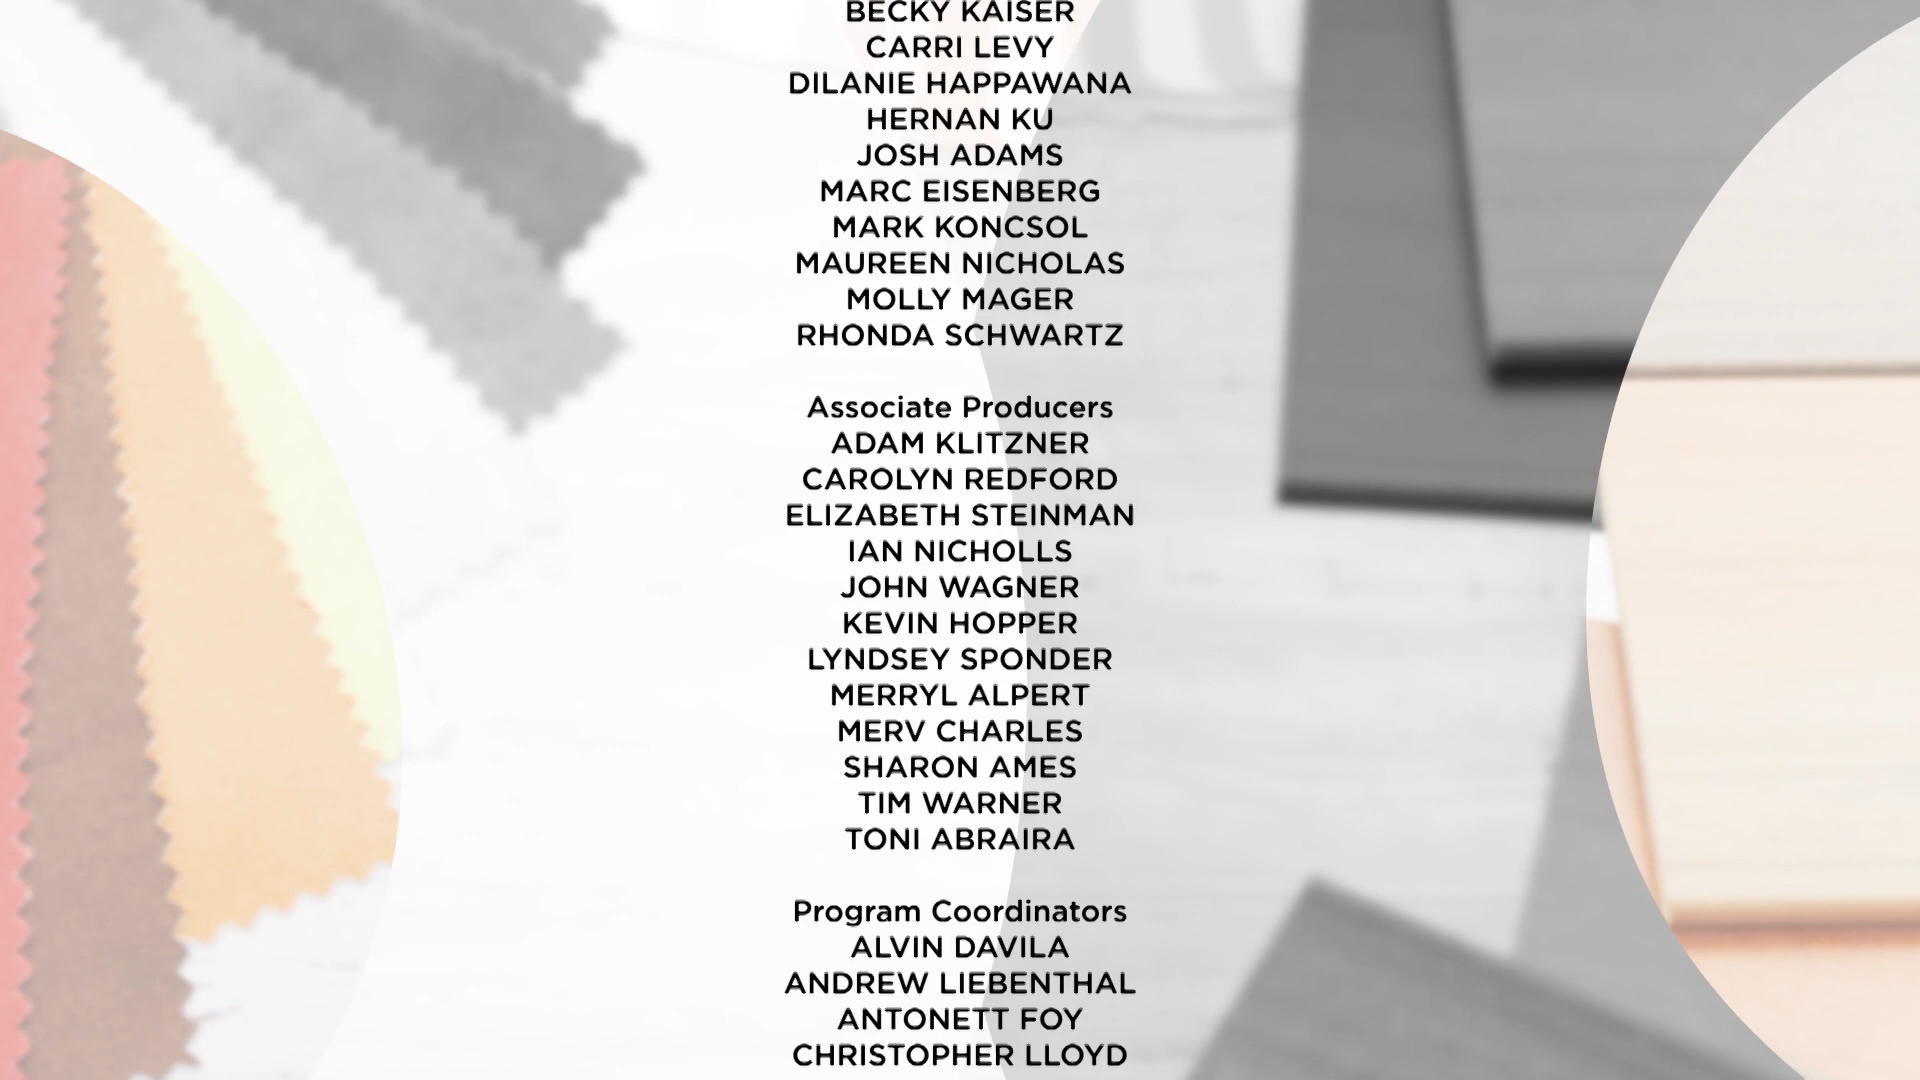 BECKY KAISER
CARRI LEVY
DILANIE HAPPAWANA
HERNAN KU
JOSH ADAMS
MARC EISENBERG
MARK KONCSOL
MAUREEN NICHOLAS
MOLLY MAGER
RHONDA SCHWARTZ
Associate Producers
ADAM KLITZNER
CAROLYN REDFORD
ELIZABETH STEINMAN
IAN NICHOLLS
JOHN WAGNER
KEVIN HOPPER
LYNDSEY SPONDER
MERRYL ALPERT
MERV CHARLES
SHARON AMES
TIM WARNER
TONI ABRAIRA
Program Coordinators
ALVIN DAVILA
ANDREW LIEBENTHAL
ANTONETT FOY
CHRISTOPHER LLOYD